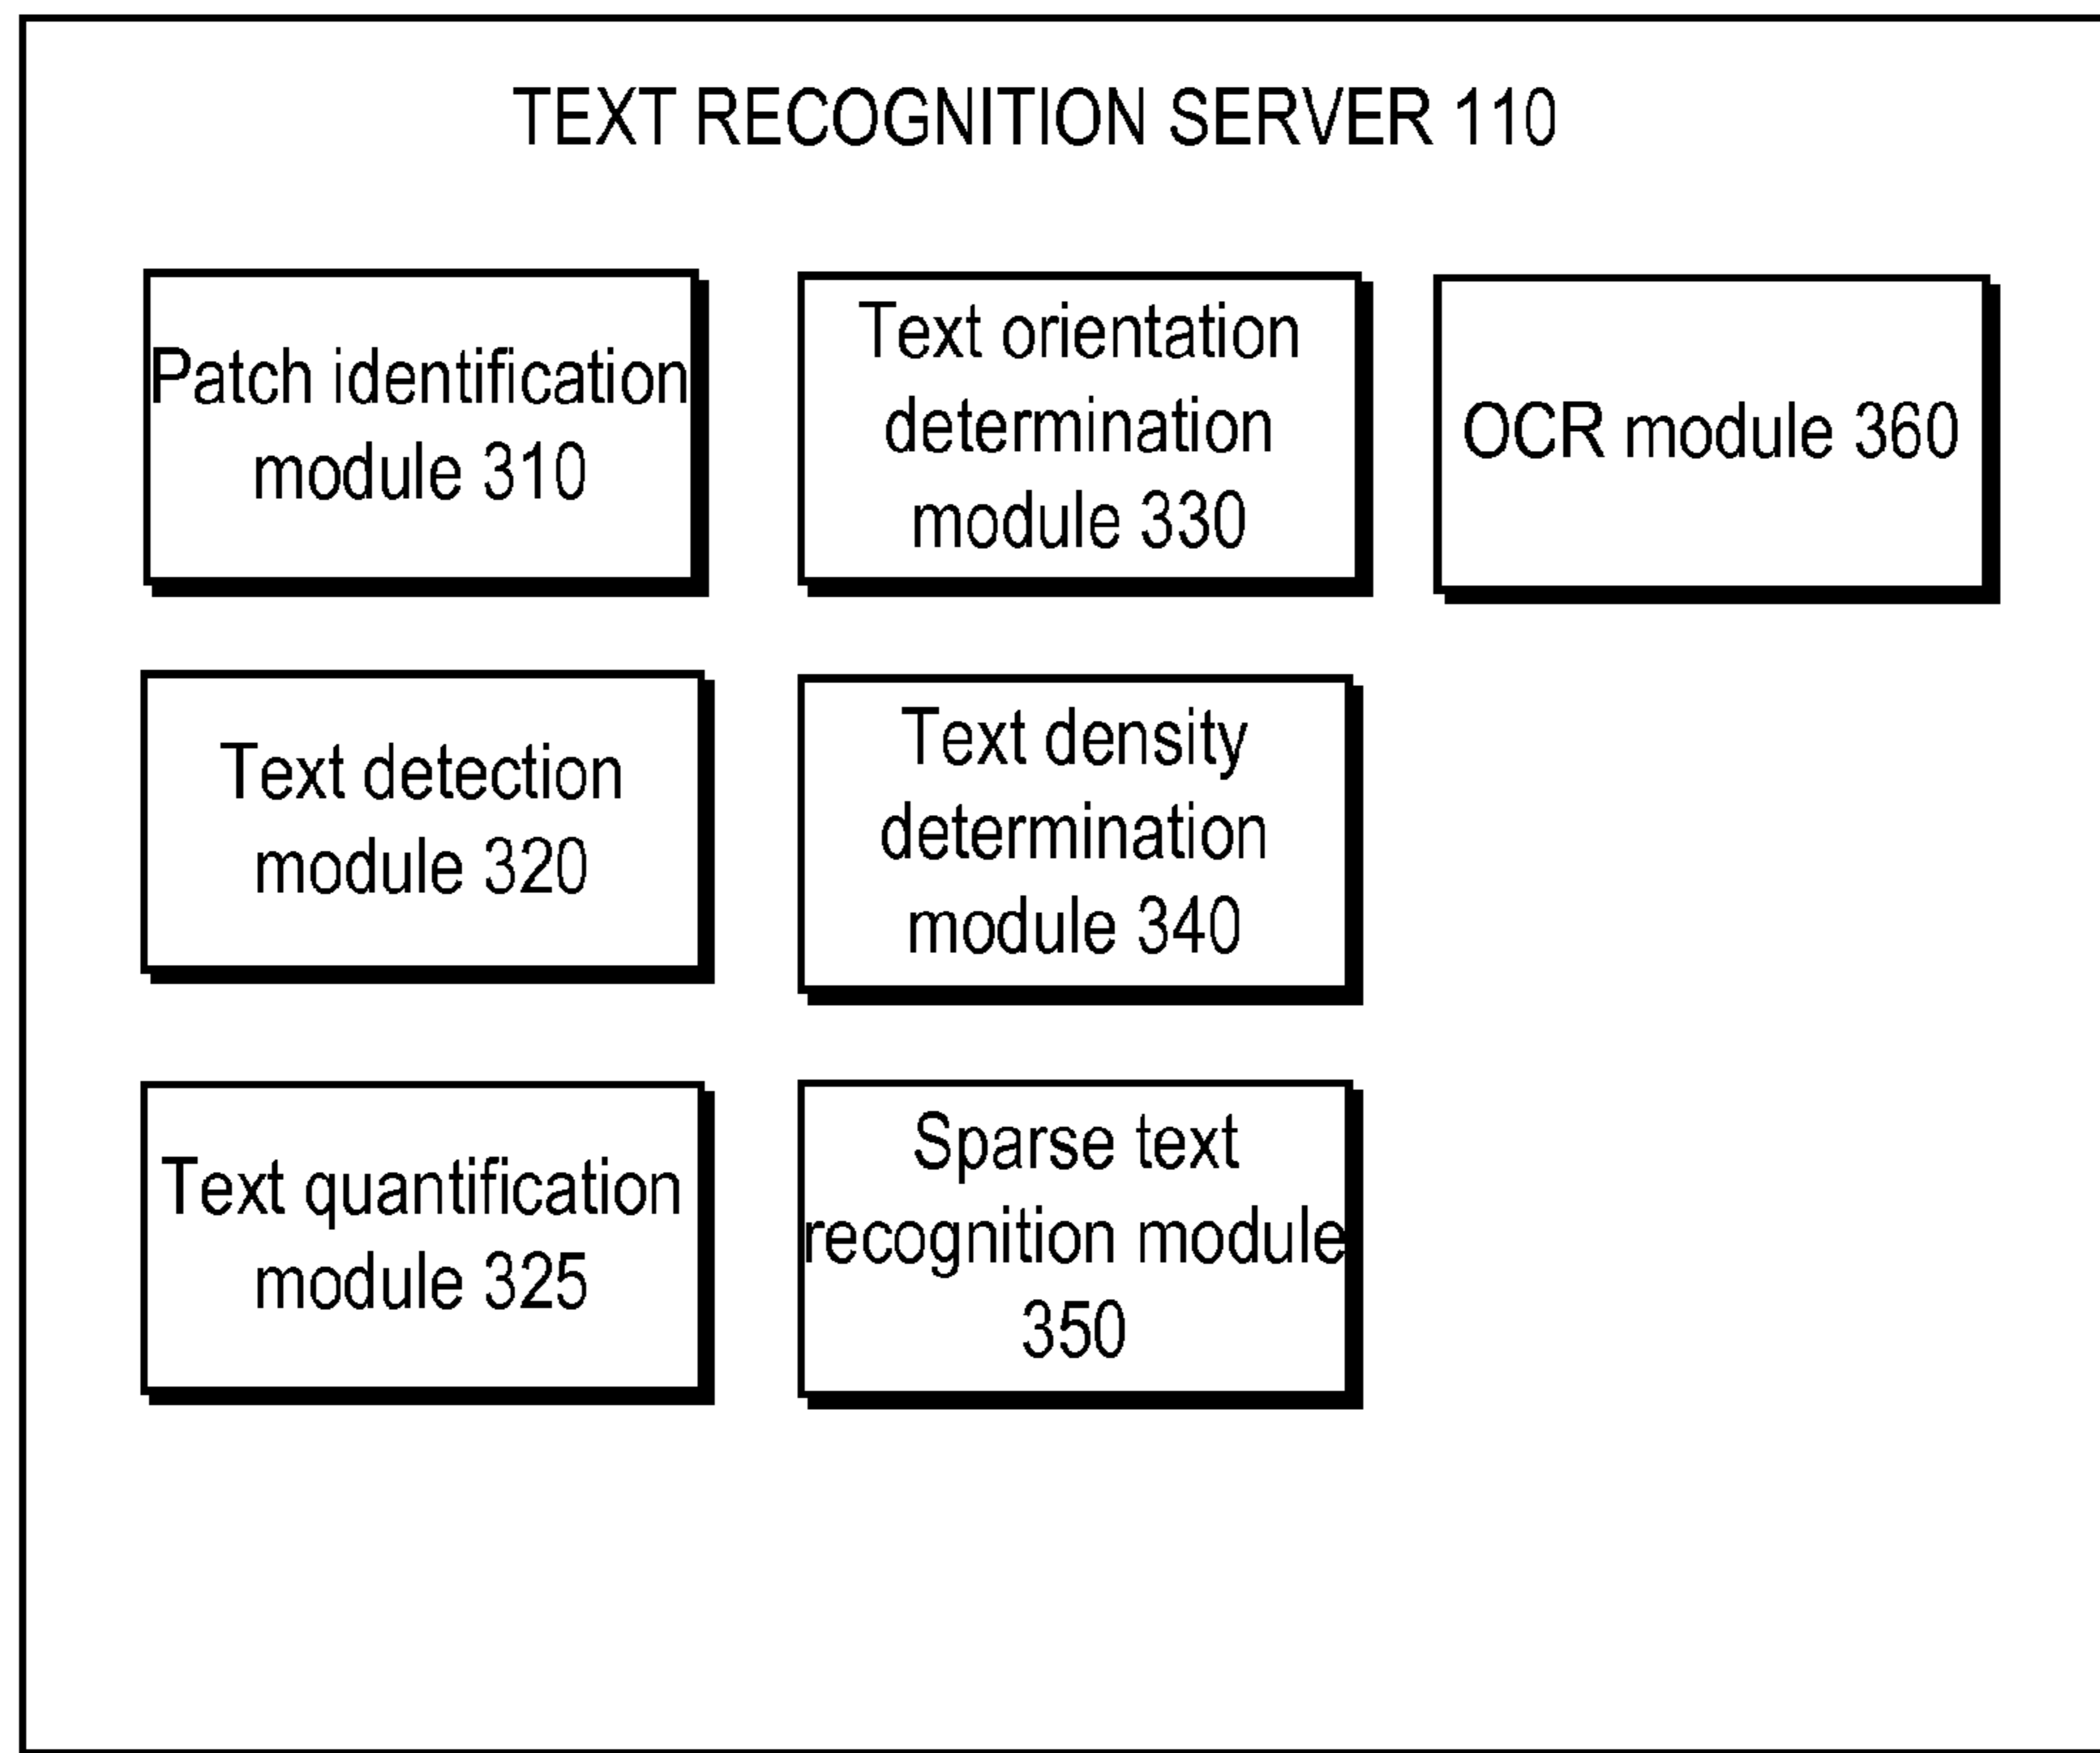 TEXT RECOGNITION SERVER 110
Patch identification
module 310
Text orientation
determination
module 330
OCR module 360
Text detection
module 320
Text density
determination
module 340
Text quantification
module 325
Sparse text
recognition module
350